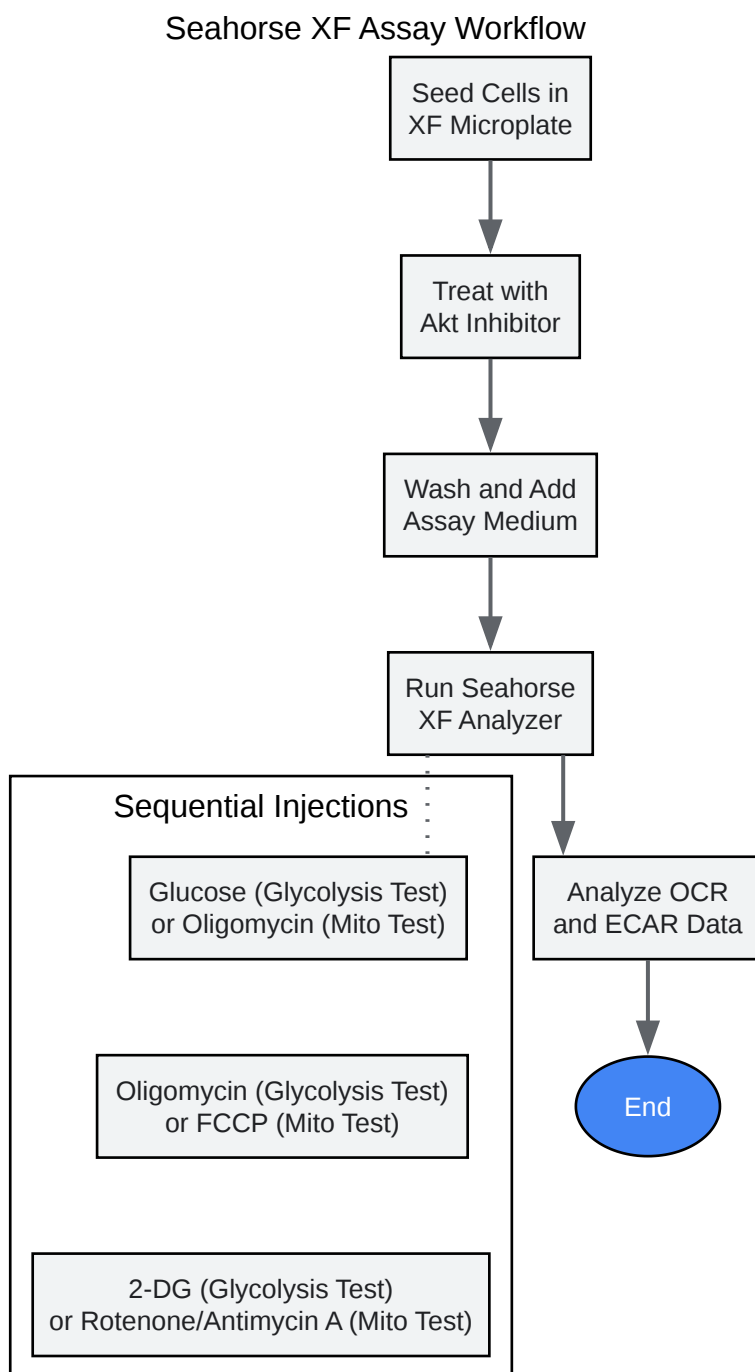 Seahorse XF Assay Workflow
Seed Cells in
XF Microplate
Treat with
Akt Inhibitor
Wash and Add
Assay Medium
Run Seahorse
XF Analyzer
Sequential Injections
Glucose (Glycolysis Test)
or Oligomycin (Mito Test)
Analyze OCR
and ECAR Data
Oligomycin (Glycolysis Test)
or FCCP (Mito Test)
End
2-DG (Glycolysis Test)
or Rotenone/Antimycin A (Mito Test)